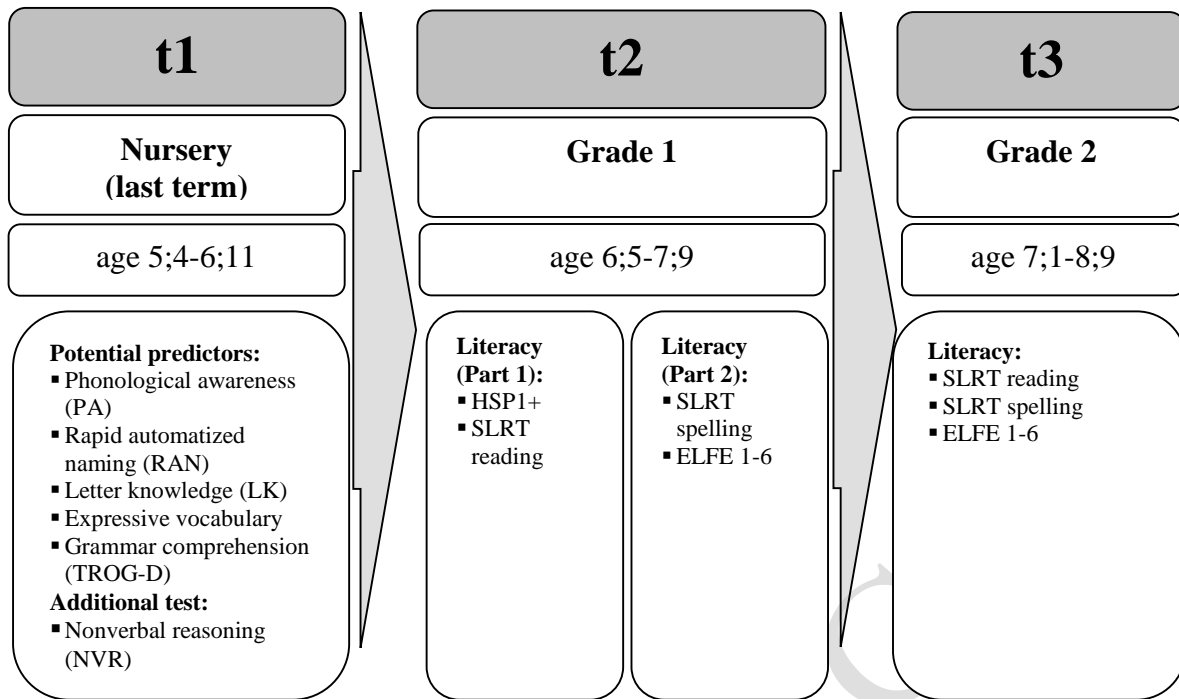 t1
Nursery
(last term)
age 5;4-6;11
Potential predictors:
▪ Phonological awareness
(PA)
▪ Rapid automatized
naming (RAN)
▪ Letter knowledge (LK)
▪ Expressive vocabulary
▪ Grammar comprehension
(TROG-D)
Additional test:
▪ Nonverbal reasoning
(NVR)
t2
Grade 1
age 6;5-7;9
Literacy
(Part 1):
▪ HSP1+
▪ SLRT
reading
Literacy
(Part 2):
▪ SLRT
spelling
▪ ELFE 1-6
t3
Grade 2
age 7;1-8;9
Literacy:
▪ SLRT reading
▪ SLRT spelling
▪ ELFE 1-6